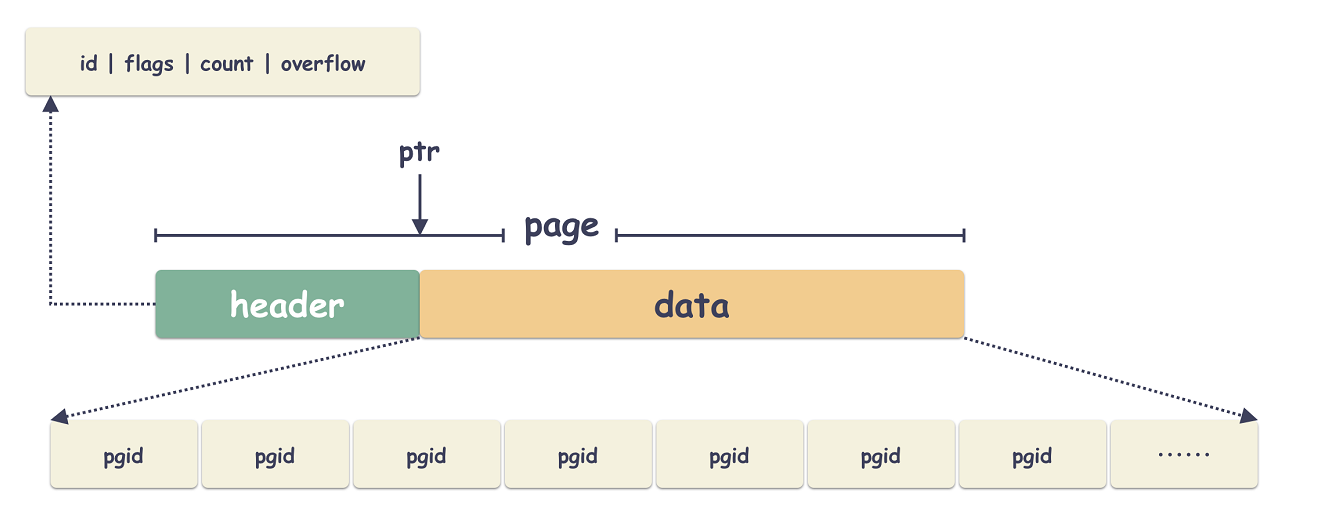 id | flags | count | overflow
ptr
page
header
data
pgid
pgid
pgid
pgid
pgid
pgid
pgid
......